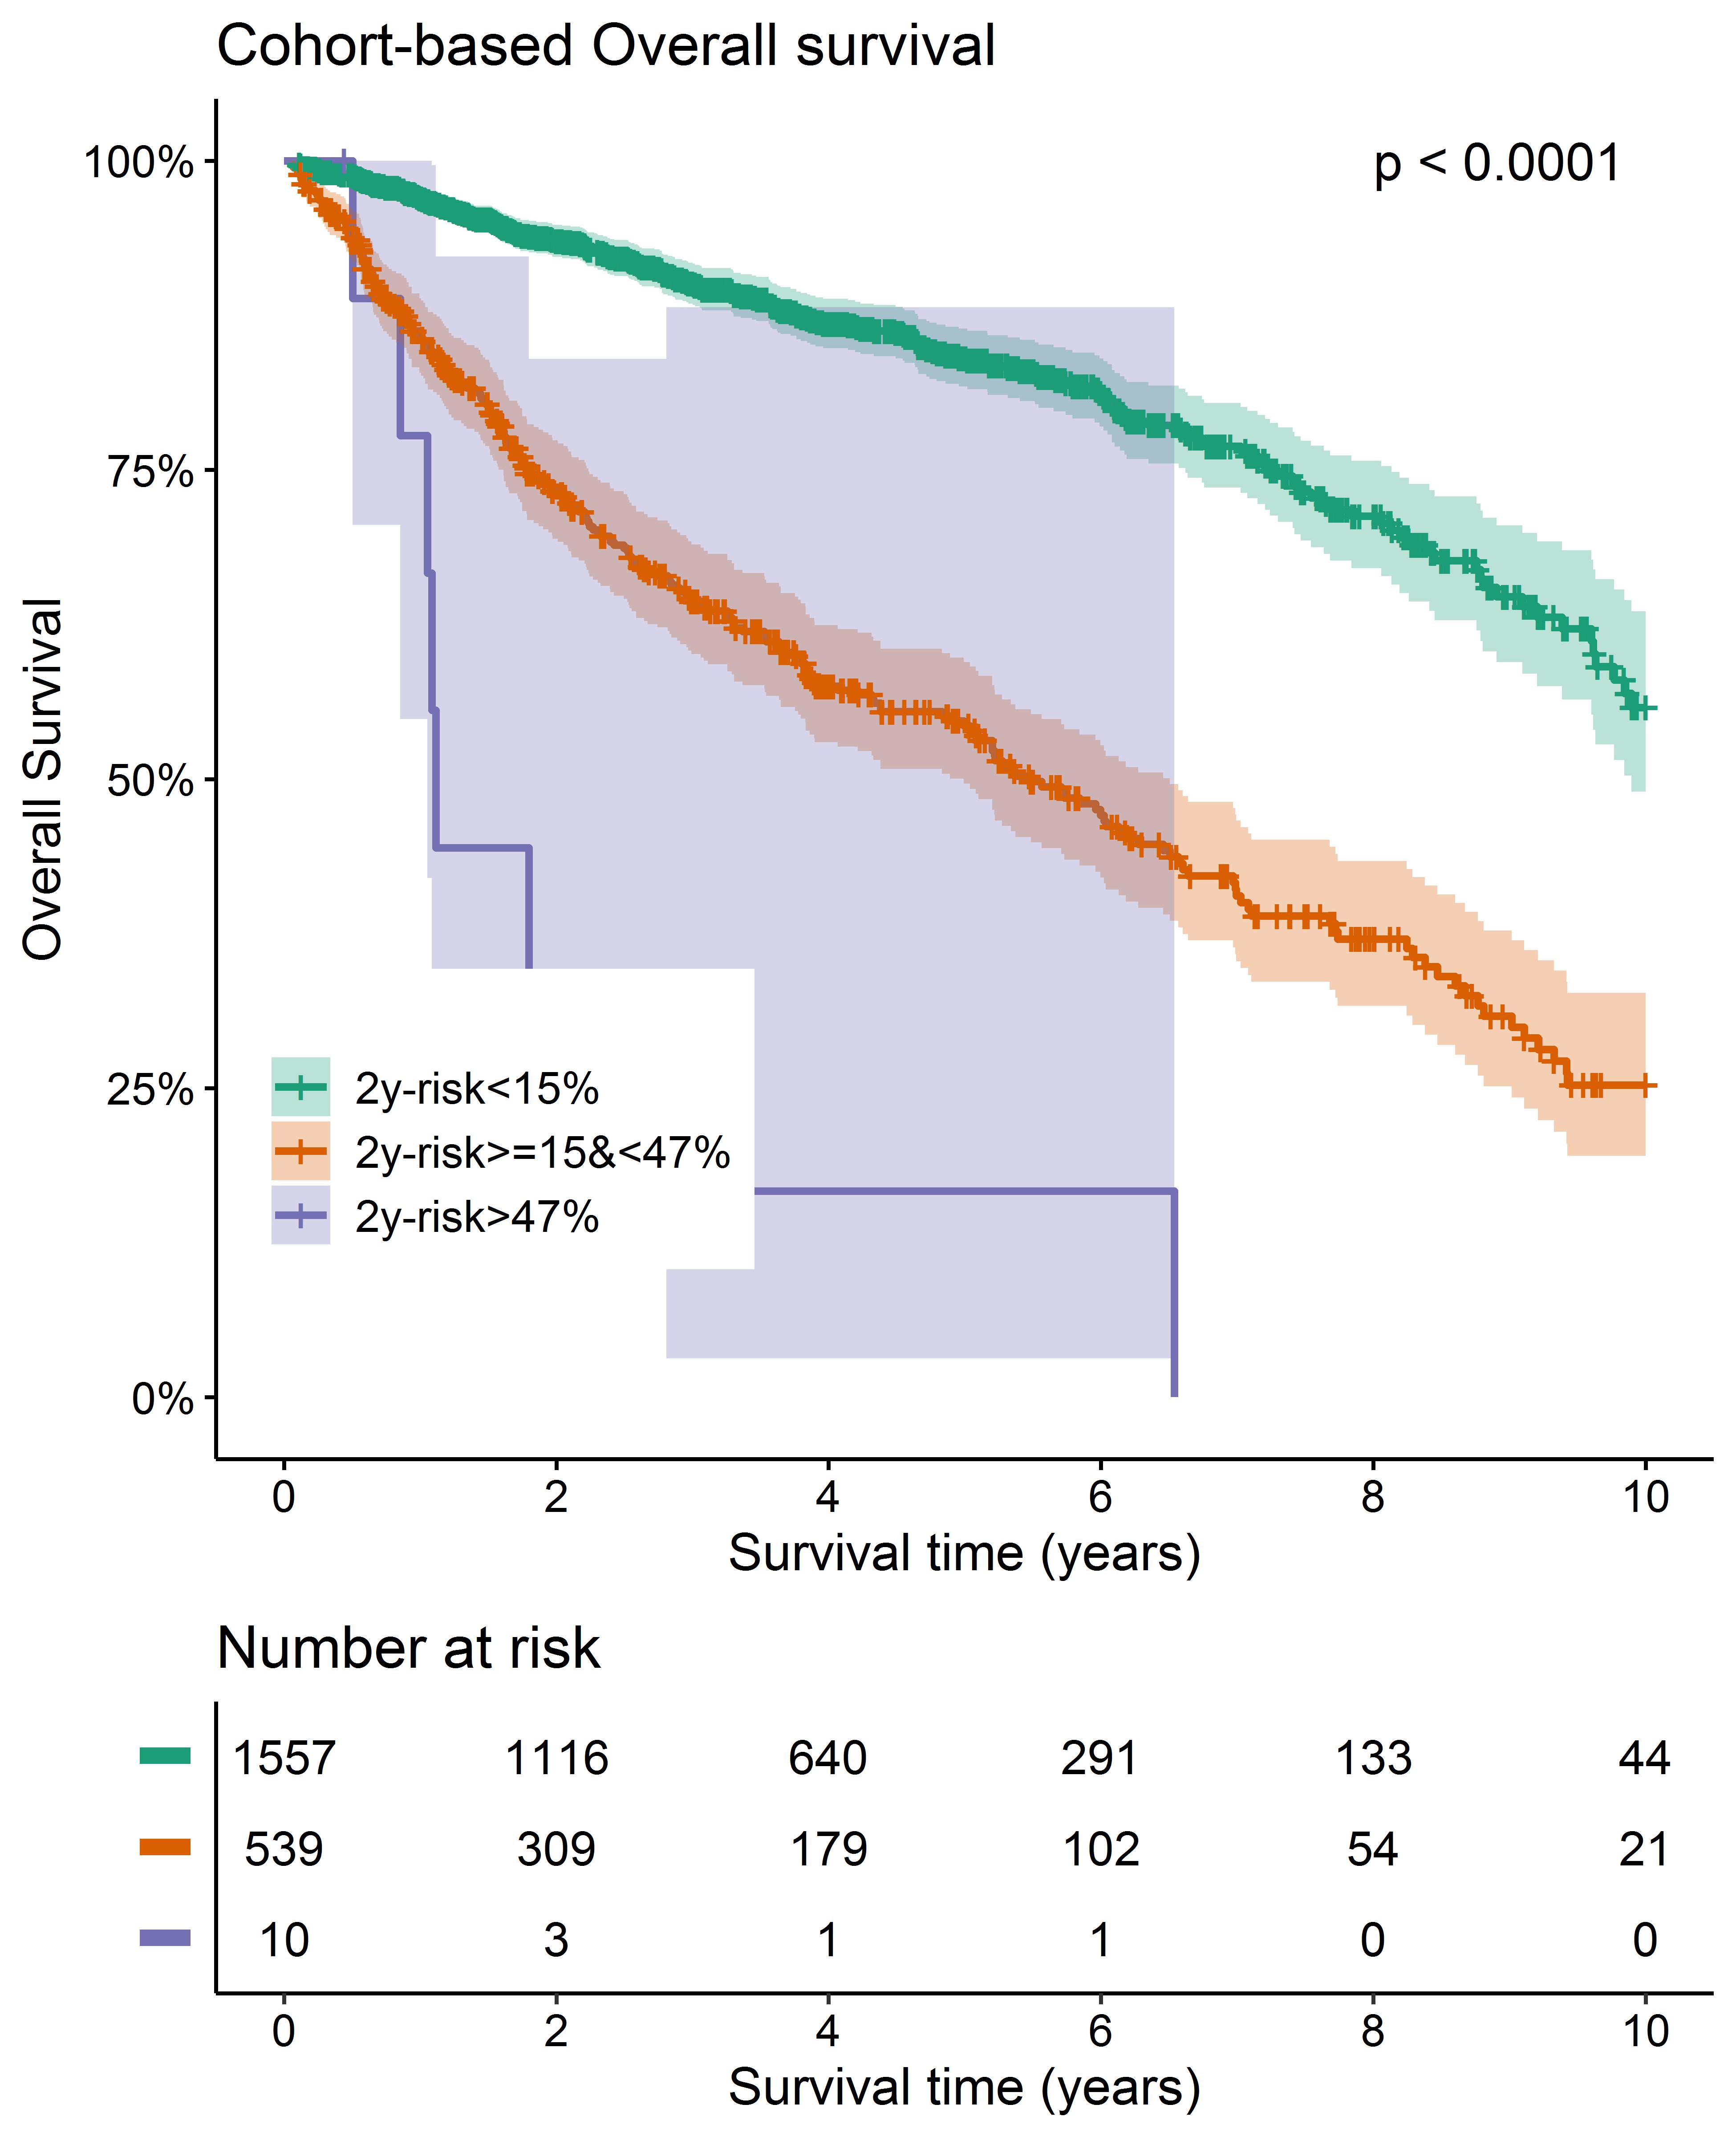 Cohort-based Overall survival
p < 0.0001
100%
75%
50%
25%
0%
Overall Survival
2y-risk<15%
2y-risk>=15&<47%
2y-risk>47%
0 2 4 6 8 10
Survival time (years)
Number at risk
1557 1116 640 291 133 44
539 309 179 102 54 21
10 3 1 1 0 0
0 2 4 6 8 10
Survival time (years)